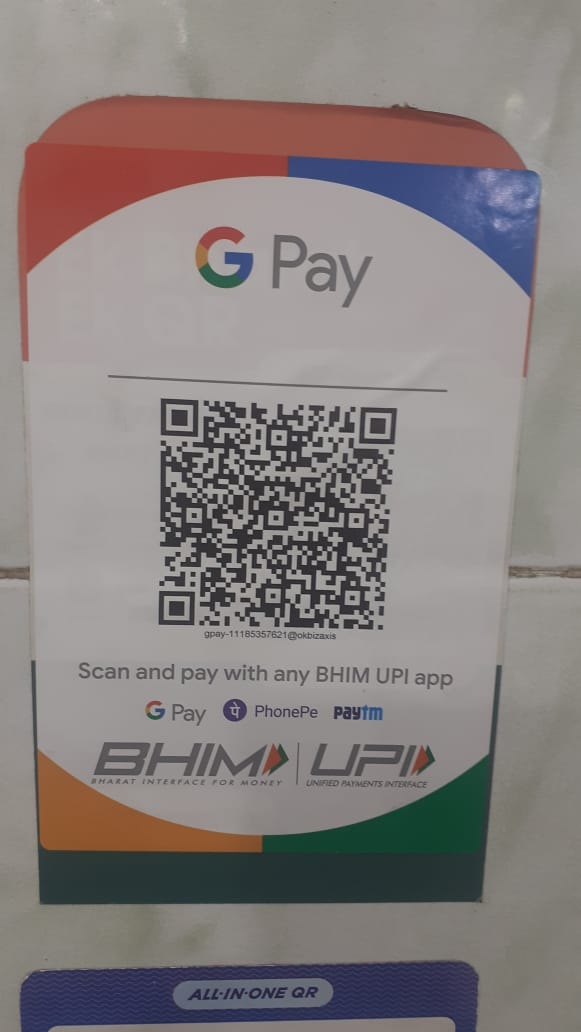 G Pay
gpay-11185357621@okbizaxis
Scan and pay with any BHIM UPI app
G Pay पे PhonePe paytm
BHIM UPI
BHARAT INTERFACE FOR MONEY UNIFIED PAYMENTS INTERFACE
ALL-IN-ONE QR